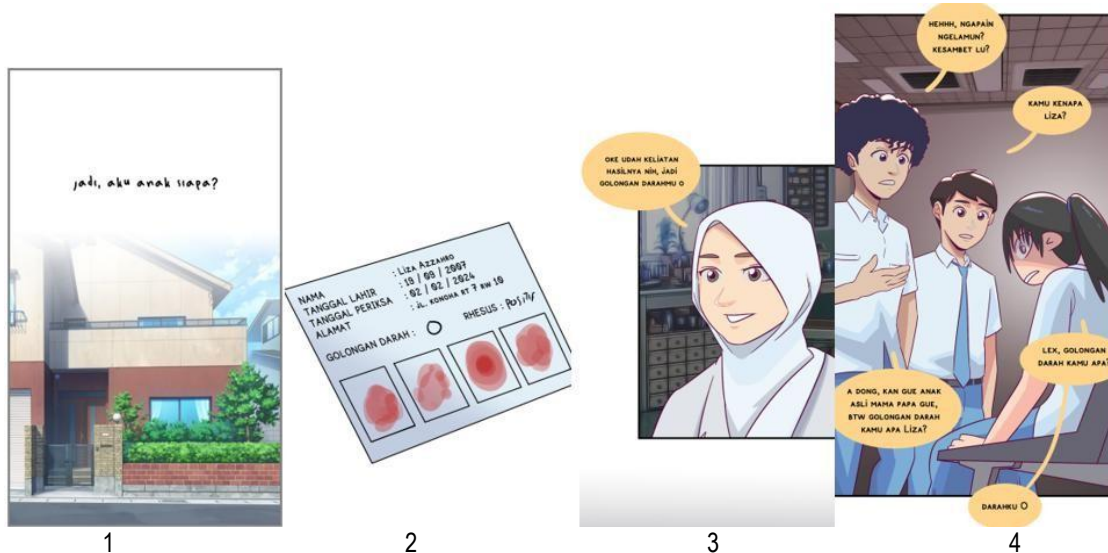 jadi, aku anak siapa?
NAMA : LIZA AZZAHRO
TANGGAL LAHIR : 19 / 09 / 2007
TANGGAL PERIKSA : 02 / 02 / 2024
ALAMAT : JL. KONOHA RT 7 RW 10
GOLONGAN DARAH : O RHESUS : POSITIF
OKE UDAH KELIATAN
HASILNYA NIH, JADI
GOLONGAN DARAHMU O
HEHHH, NGAPAIN
NGELAMUN?
KESAMBET LU?
KAMU KENAPA
LIZA?
LEX, GOLONGAN
DARAH KAMU APA?
A DONG, KAN GUE ANAK
ASLI MAMA PAPA GUE,
BTW GOLONGAN DARAH
KAMU APA LIZA?
DARAHKU O
1
2
3
4